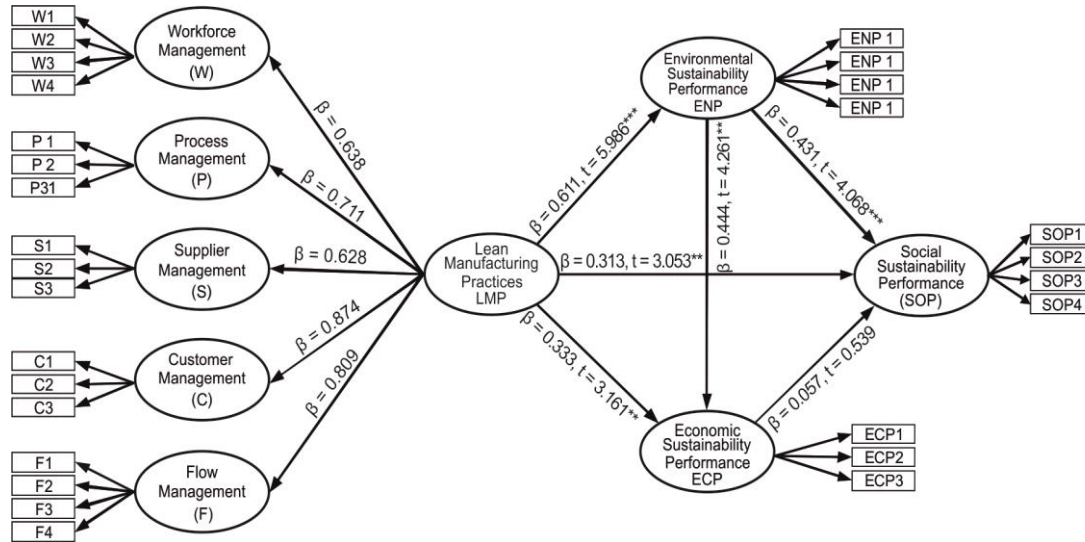 W1
W2
W3
W4
Workforce
Management
(W)
β = 0.638
P 1
P 2
P31
Process
Management
(P)
β = 0.711
S1
S2
S3
Supplier
Management
(S)
β = 0.628
C1
C2
C3
Customer
Management
(C)
β = 0.874
F1
F2
F3
F4
Flow
Management
(F)
β = 0.809
Lean
Manufacturing
Practices
LMP
β = 0.611, t = 5.986***
β = 0.313, t = 3.053**
β = 0.333, t = 3.161**
Environmental
Sustainability
Performance
ENP
ENP 1
ENP 1
ENP 1
ENP 1
β = 0.444, t = 4.261**
β = 0.431, t = 4.068***
Economic
Sustainability
Performance
ECP
ECP1
ECP2
ECP3
β = 0.057, t = 0.539
Social
Sustainability
Performance
(SOP)
SOP1
SOP2
SOP3
SOP4